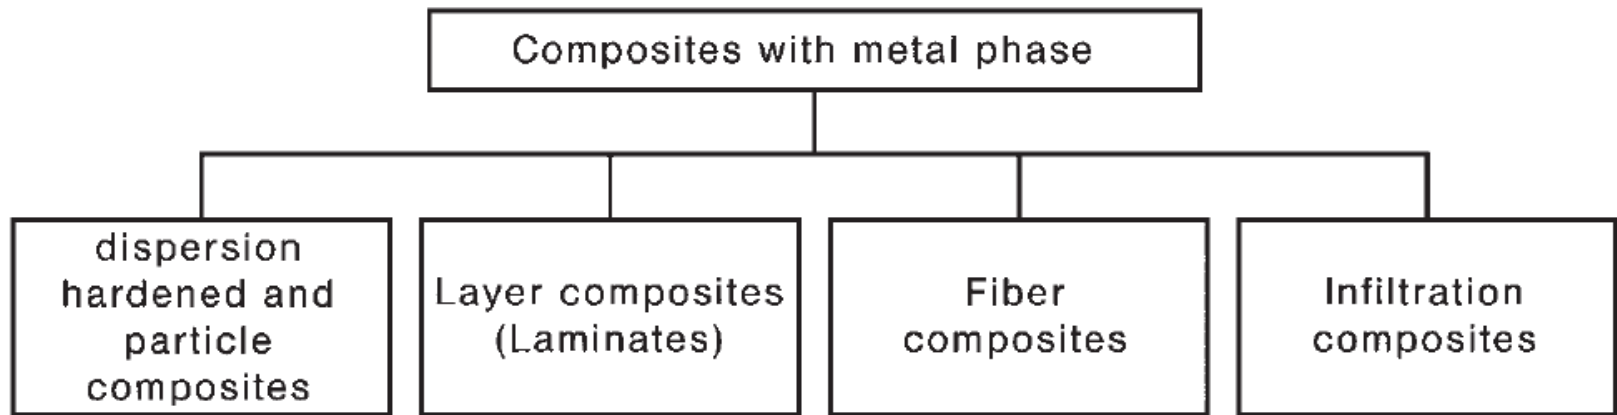 Composites with metal phase
dispersion
hardened and
particle
composites
Layer composites
(Laminates)
Fiber
composites
Infiltration
composites